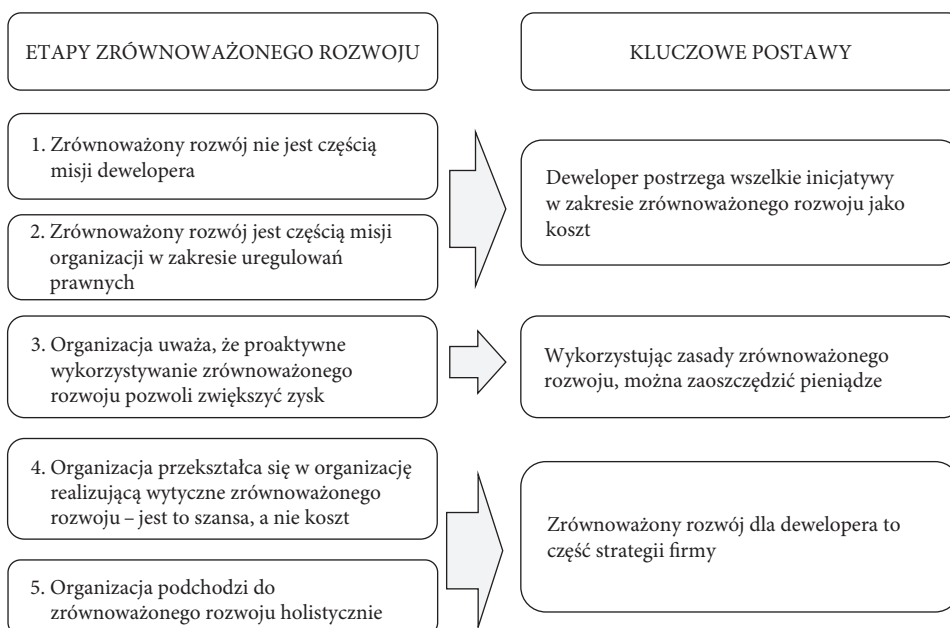 ETAPY ZRÓWNOWAŻONEGO ROZWOJU
KLUCZOWE POSTAWY
1. Zrównoważony rozwój nie jest częścią
misji dewelopera
2. Zrównoważony rozwój jest częścią misji
organizacji w zakresie uregulowań
prawnych
Deweloper postrzega wszelkie inicjatywy
w zakresie zrównoważonego rozwoju jako
koszt
3. Organizacja uważa, że proaktywne
wykorzystywanie zrównoważonego
rozwoju pozwoli zwiększyć zysk
Wykorzystując zasady zrównoważonego
rozwoju, można zaoszczędzić pieniądze
4. Organizacja przekształca się w organizację
realizującą wytyczne zrównoważonego
rozwoju – jest to szansa, a nie koszt
5. Organizacja podchodzi do
zrównoważonego rozwoju holistycznie
Zrównoważony rozwój dla dewelopera to
część strategii firmy